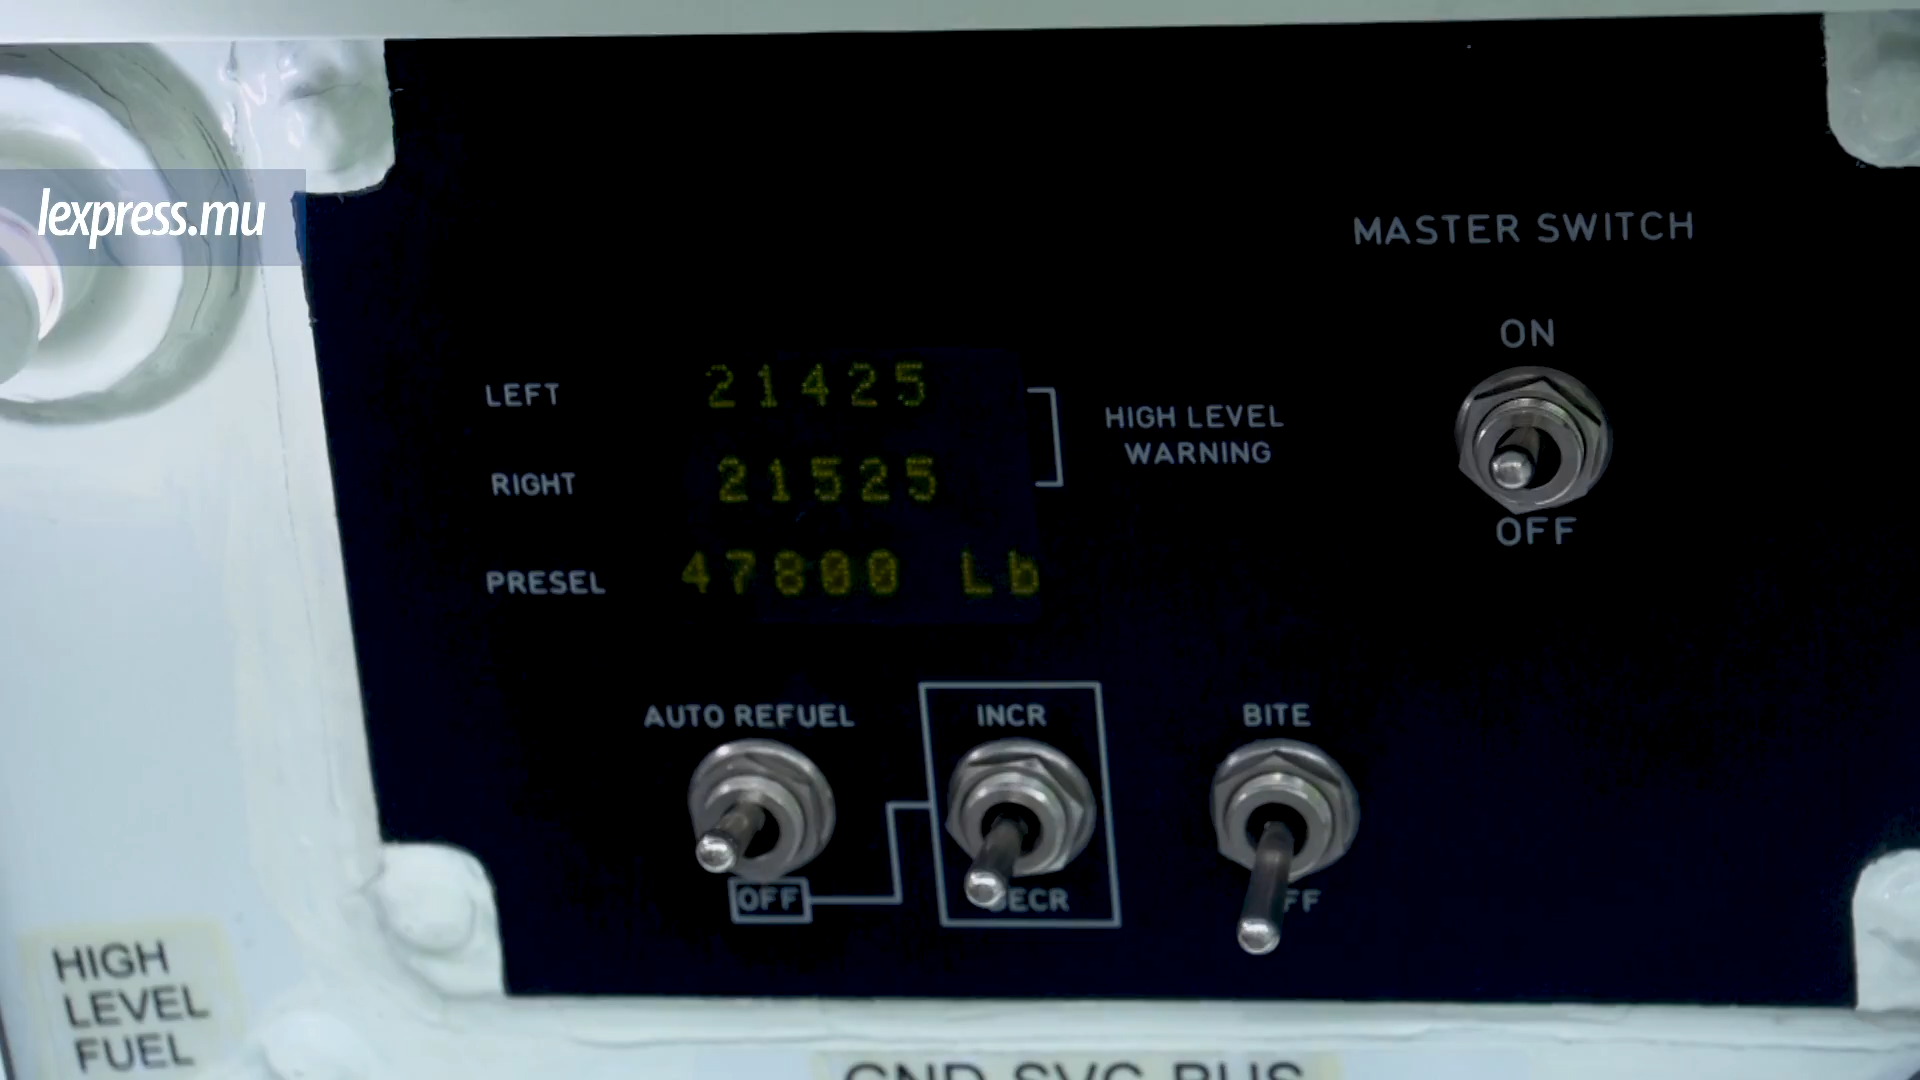 lexpress.mu
MASTER SWITCH
ON
OFF
LEFT 21425
RIGHT 21525
HIGH LEVEL
WARNING
PRESEL 47800 Lb
AUTO REFUEL
OFF
INCR
DECR
BITE
OFF
HIGH
LEVEL
FUEL
GND SVC BUS